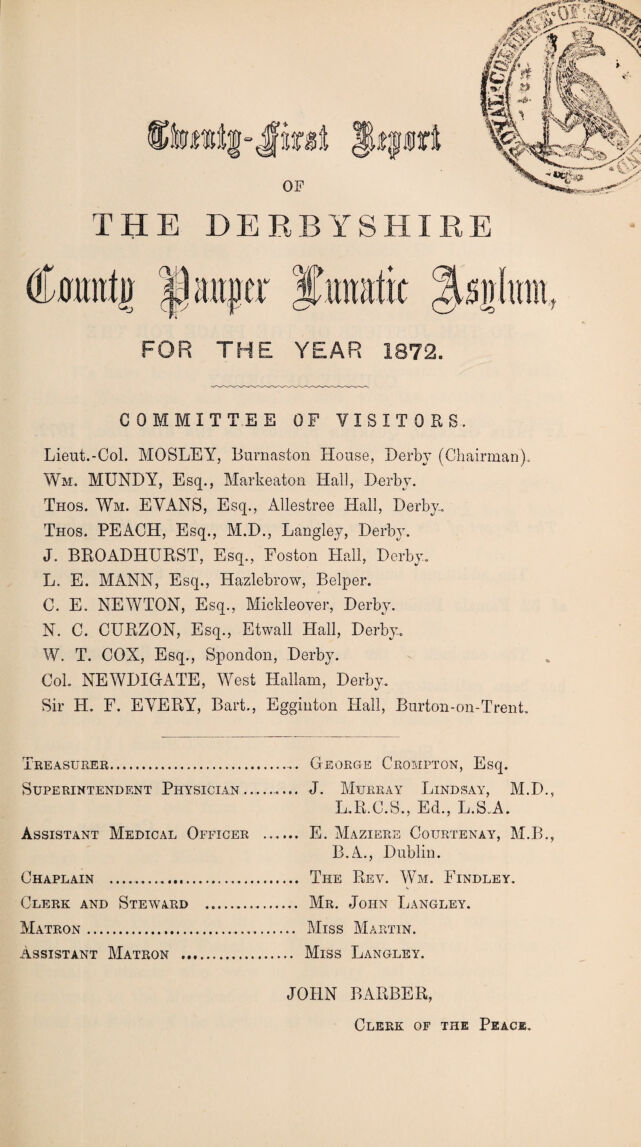 ROYAL COLLEGE OF SURGEONS
Twenty-First Report
OF
THE DERBYSHIRE
County Pauper Lunatic Asylum,
FOR THE YEAR 1872.
COMMITTEE OF VISITORS.
Lieut.-Col. MOSLEY, Burnaston House, Derby (Chairman).
WM. MUNDY, Esq., Markeaton Hall, Derby.
THOS. WM. EVANS, Esq., Allestree Hall, Derby.
THOS. PEACH, Esq., M.D., Langley, Derby.
J. BROADHURST, Esq., Foston Hall, Derby.
L. E. MANN, Esq., Hazlebrow, Belper.
C. E. NEWTON, Esq., Mickleover, Derby.
N. C. CURZON, Esq., Etwall Hall, Derby.
W. T. COX, Esq., Spondon, Derby.
Col. NEWDIGATE, West Hallam, Derby.
Sir H. F. EVERY, Bart., Egginton Hall, Burton-on-Trent.
TREASURER.............................. GEORGE CROMPTON, Esq.
SUPERINTENDENT PHYSICIAN......... J. MURRAY LINDSAY, M.D.,
L.R.C.S., Ed., L.S.A.
ASSISTANT MEDICAL OFFICER ...... E. MAZIERE COURTENAY, M.B.,
B.A., Dublin.
CHAPLAIN .............................. THE REV. WM. FINDLEY.
CLERK AND STEWARD ............... MR. JOHN LANGLEY.
MATRON.................................. MISS MARTIN.
ASSISTANT MATRON .................. MISS LANGLEY.
JOHN BARBER,
CLERK OF THE PEACE.